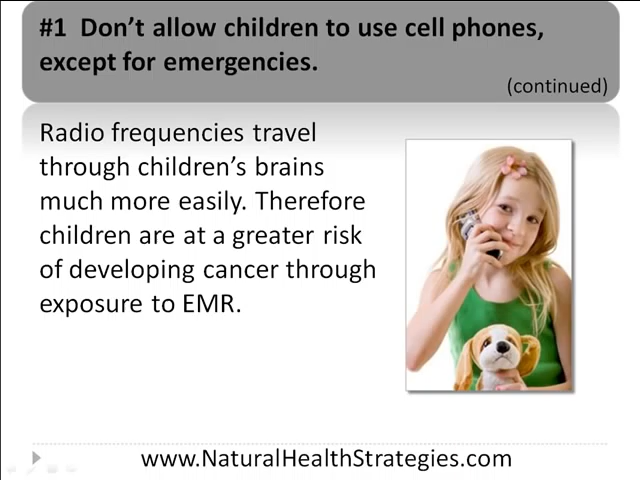 #1  Don’t allow children to use cell phones,
except for emergencies.
(continued)
Radio frequencies travel
through children’s brains
much more easily. Therefore
children are at a greater risk
of developing cancer through
exposure to EMR.
www.NaturalHealthStrategies.com